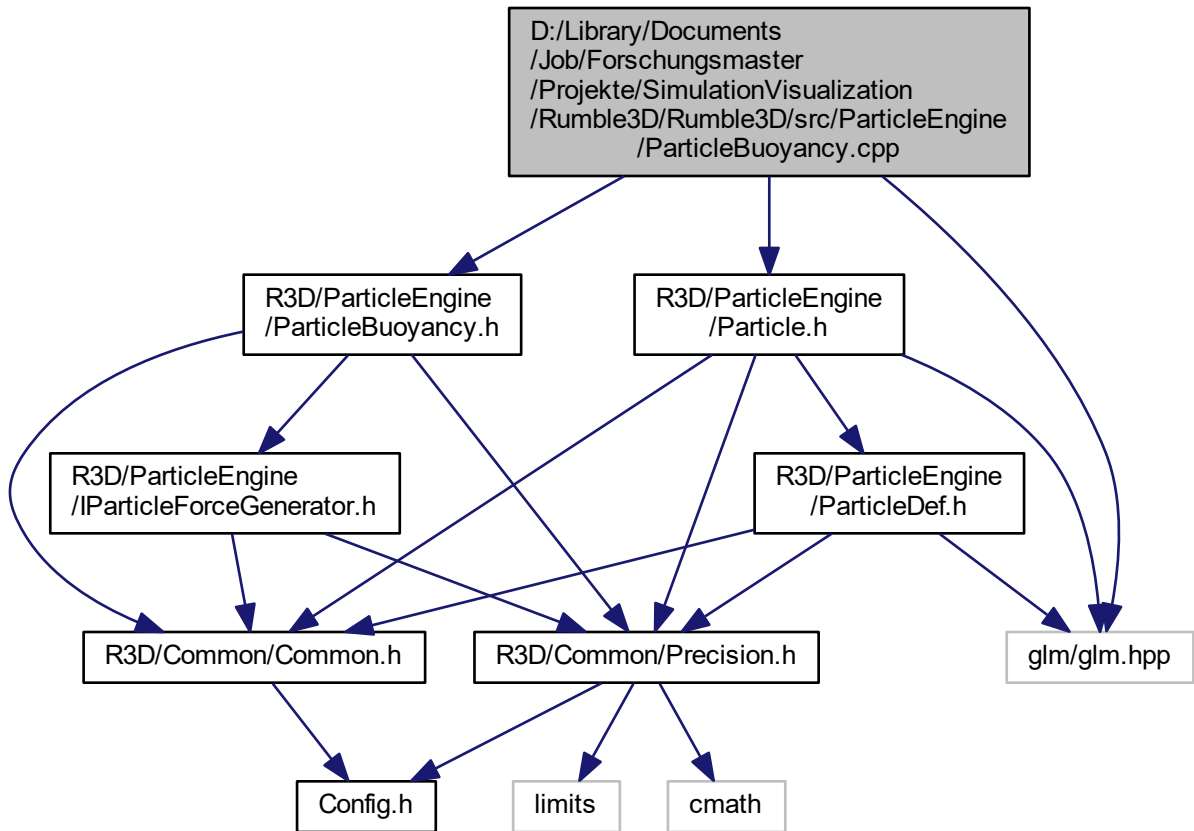 D:/Library/Documents
/Job/Forschungsmaster
/Projekte/SimulationVisualization
/Rumble3D/Rumble3D/src/ParticleEngine
/ParticleBuoyancy.cpp
R3D/ParticleEngine
/ParticleBuoyancy.h
R3D/ParticleEngine
/Particle.h
R3D/ParticleEngine
/IParticleForceGenerator.h
R3D/ParticleEngine
/ParticleDef.h
R3D/Common/Common.h
R3D/Common/Precision.h
glm/glm.hpp
Config.h
limits
cmath